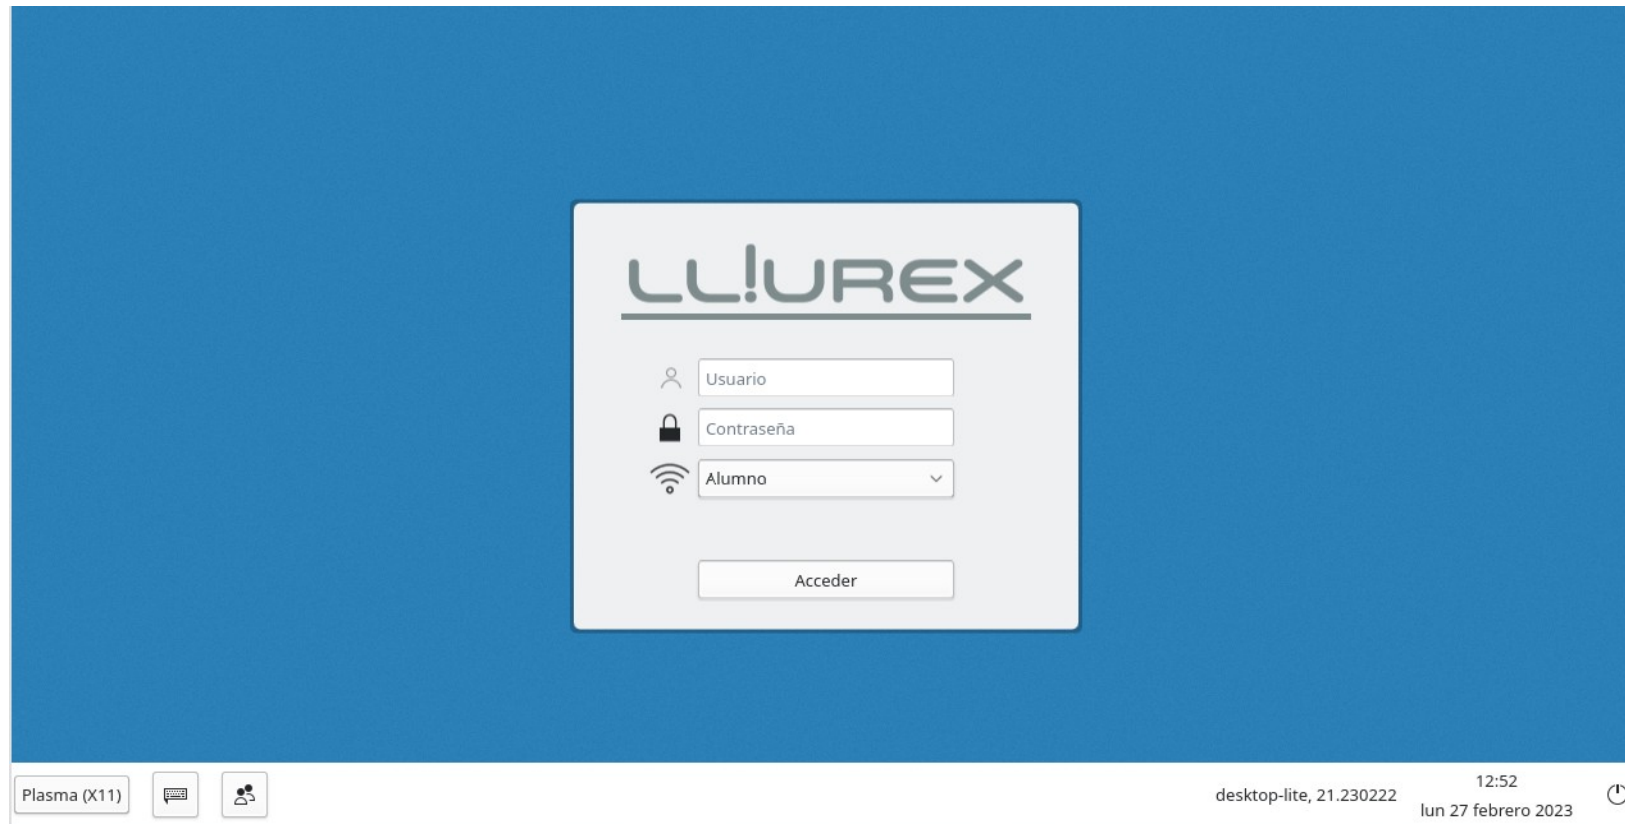 LL!UREX
Usuario
Contraseña
Alumno
Acceder
Plasma (X11)
desktop-lite, 21.230222
12:52
lun 27 febrero 2023